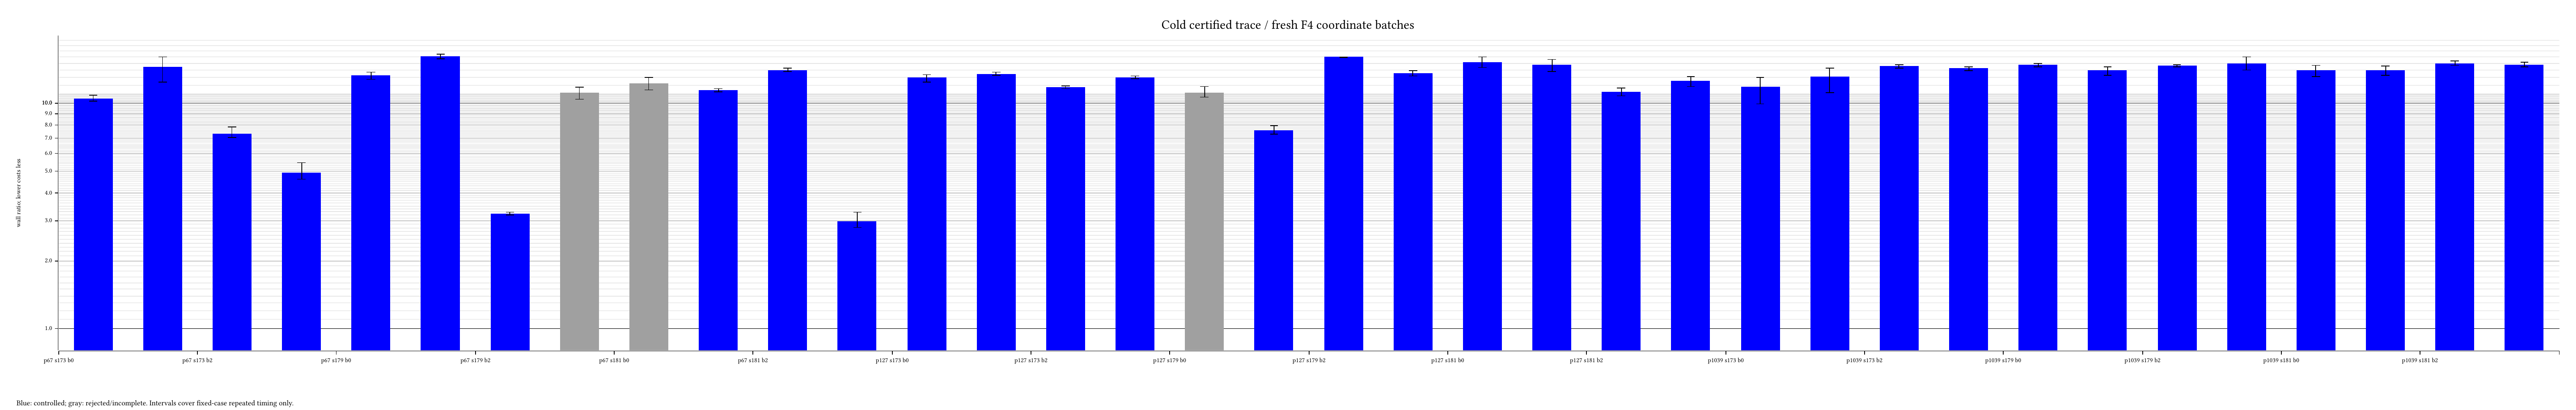 Cold certified trace / fresh F4 coordinate batches
wall ratio; lower costs less
10.0
9.0
8.0
7.0
6.0
5.0
4.0
3.0
2.0
1.0
p67 s173 b0 p67 s173 b2 p67 s179 b0 p67 s179 b2 p67 s181 b0 p67 s181 b2 p127 s173 b0 p127 s173 b2 p127 s179 b0 p127 s179 b2 p127 s181 b0 p127 s181 b2 p1039 s173 b0 p1039 s173 b2 p1039 s179 b0 p1039 s179 b2 p1039 s181 b0 p1039 s181 b2
Blue: controlled; gray: rejected/incomplete. Intervals cover fixed-case repeated timing only.